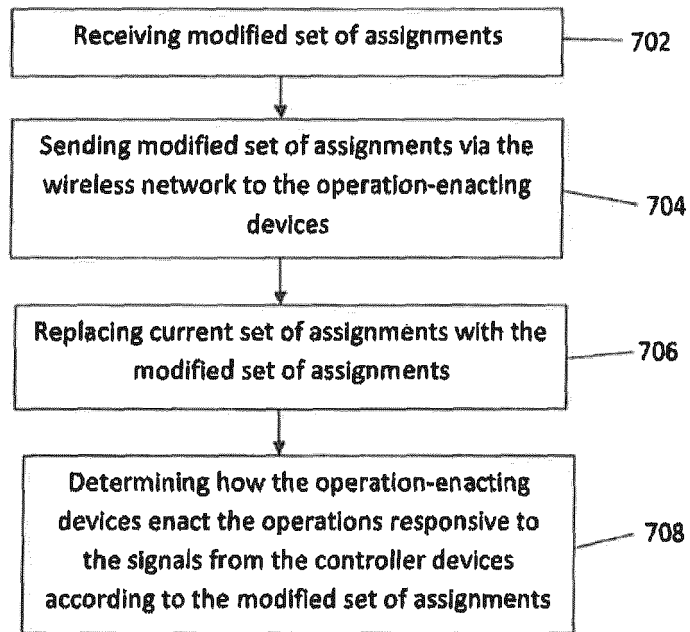 Receiving modified set of assignments
702
Sending modified set of assignments via the
wireless network to the operation-enacting
devices
704
Replacing current set of assignments with the
modified set of assignments
706
Determining how the operation-enacting
devices enact the operations responsive to
the signals from the controller devices
according to the modified set of assignments
708